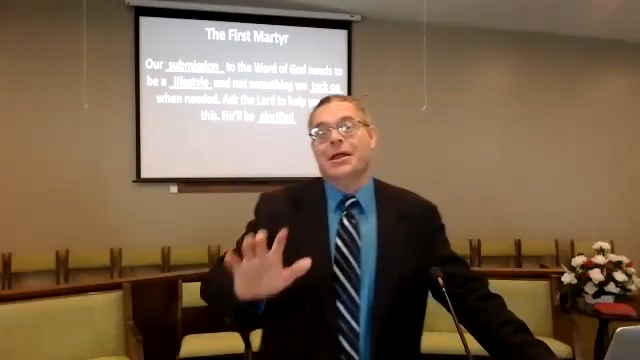 The First Martyr
Our submission to the Word of God needs to
be a lifestyle and not something we tack on
when needed. Ask the Lord to help
this. He'll be glorified.